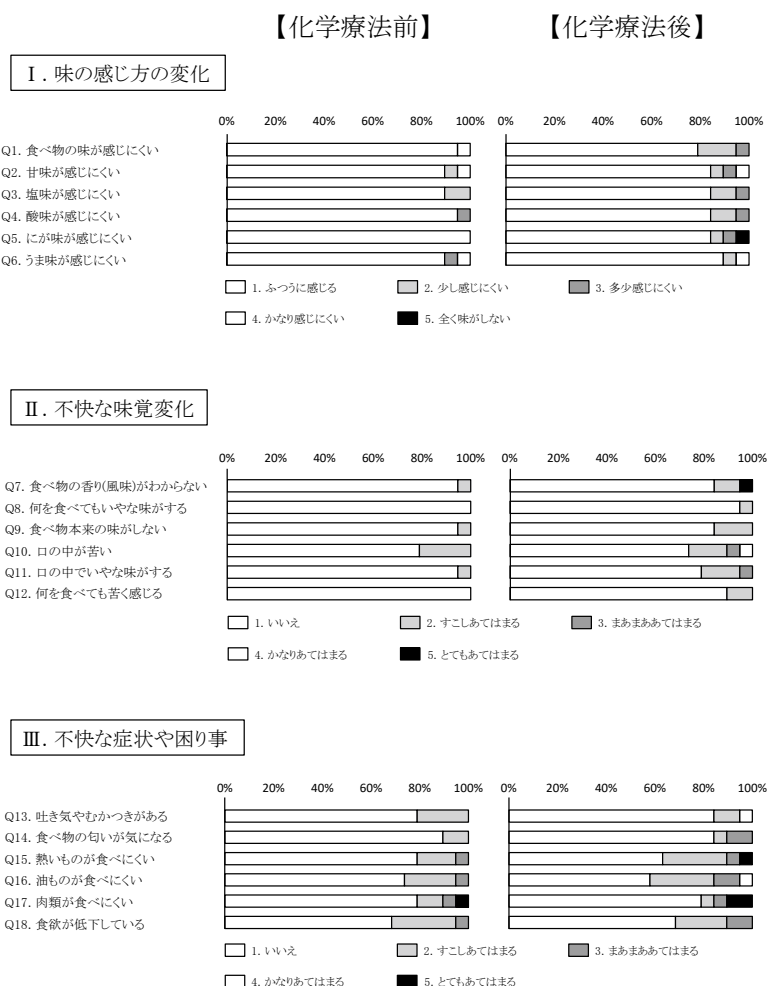 【化学療法前】 【化学療法後】
Ⅰ. 味の感じ方の変化
0% 20% 40% 60% 80% 100% 0% 20% 40% 60% 80% 100%
Q1. 食べ物の味が感じにくい
Q2. 甘味が感じにくい
Q3. 塩味が感じにくい
Q4. 酸味が感じにくい
Q5. にが味が感じにくい
Q6. うま味が感じにくい
1. ふつうに感じる 2. 少し感じにくい 3. 多少感じにくい
4. かなり感じにくい 5. 全く味がしない
Ⅱ. 不快な味覚変化
0% 20% 40% 60% 80% 100% 0% 20% 40% 60% 80% 100%
Q7. 食べ物の香り(風味)がわからない
Q8. 何を食べてもいやな味がする
Q9. 食べ物本来の味がしない
Q10. 口の中が苦い
Q11. 口の中でいやな味がする
Q12. 何を食べても苦く感じる
1. いいえ 2. すこしあてはまる 3. まあまああてはまる
4. かなりあてはまる 5. とてもあてはまる
Ⅲ. 不快な症状や困り事
0% 20% 40% 60% 80% 100% 0% 20% 40% 60% 80% 100%
Q13. 吐き気やむかつきがある
Q14. 食べ物の匂いが気になる
Q15. 熱いものが食べにくい
Q16. 油ものが食べにくい
Q17. 肉類が食べにくい
Q18. 食欲が低下している
1. いいえ 2. すこしあてはまる 3. まあまああてはまる
4. かなりあてはまる 5. とてもあてはまる